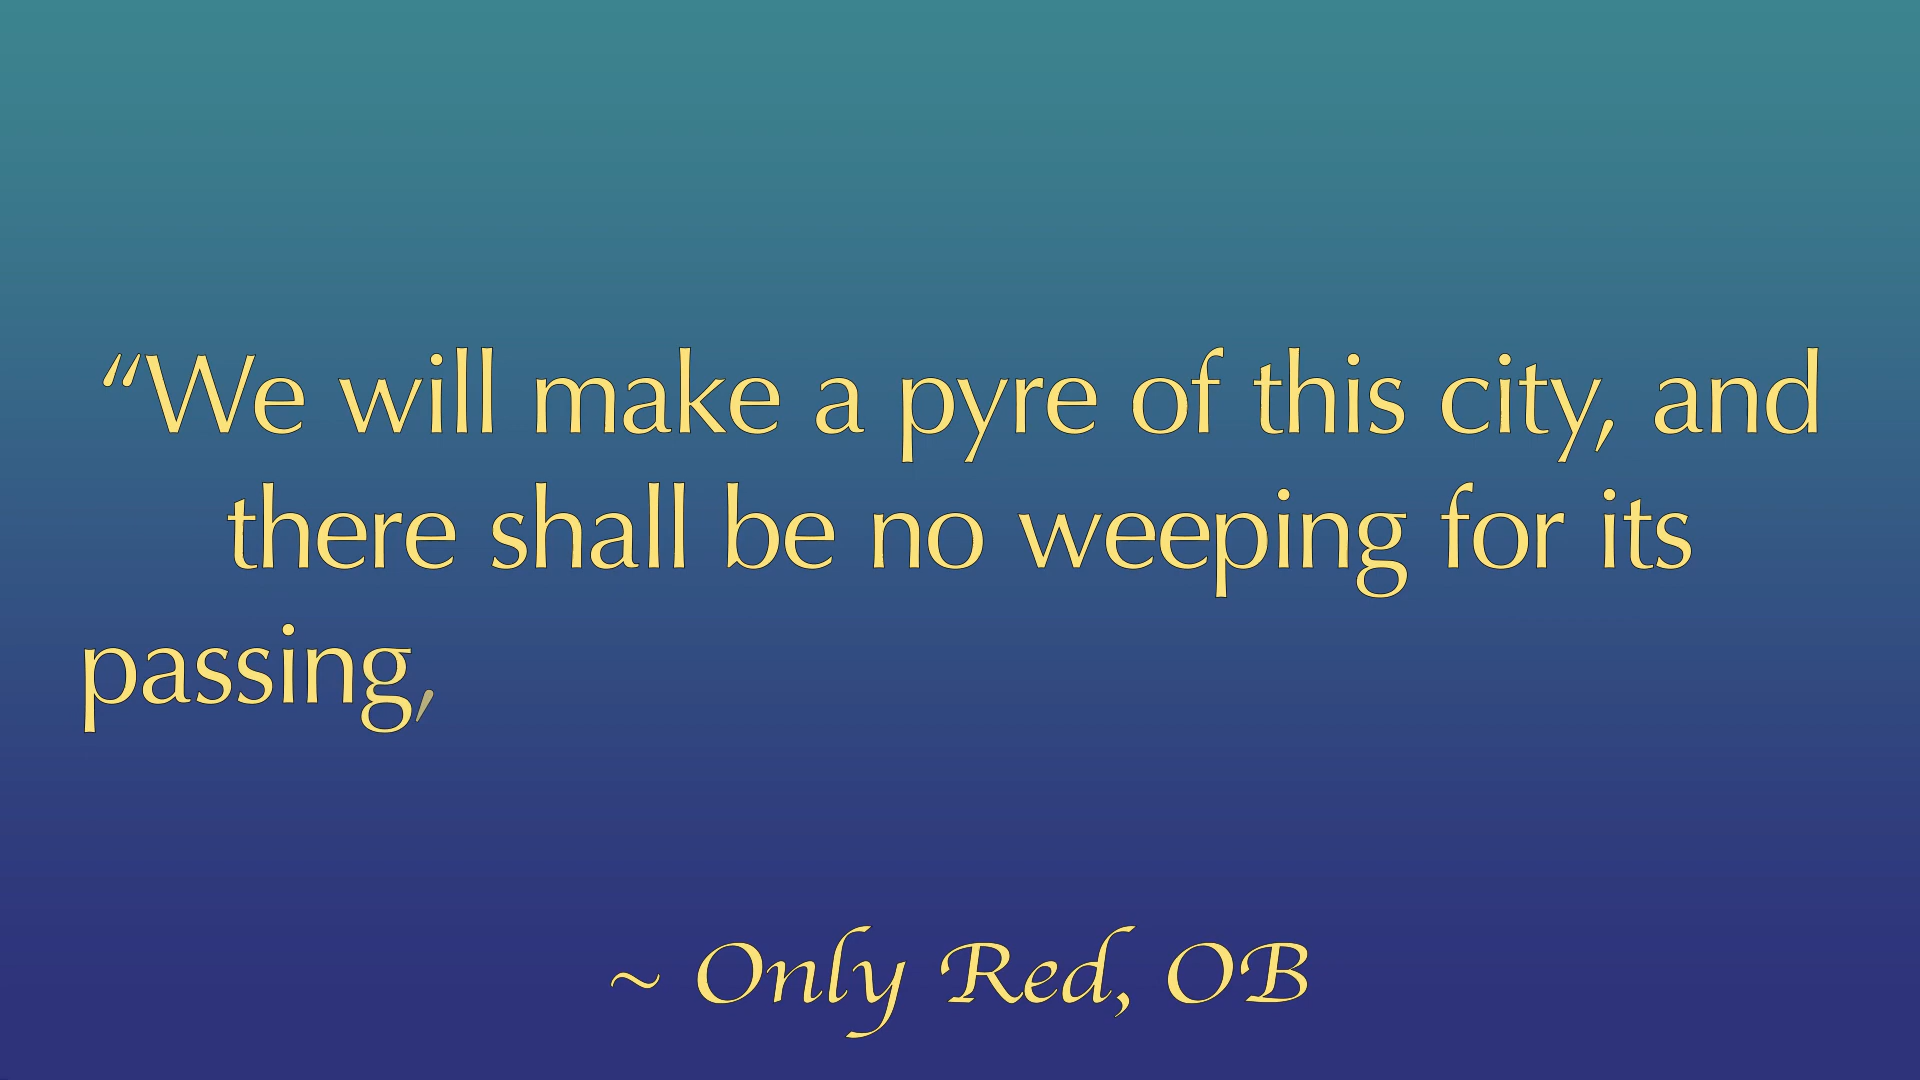 “We will make a pyre of this city, and
there shall be no weeping for its
passing,
~ Only Red, OB